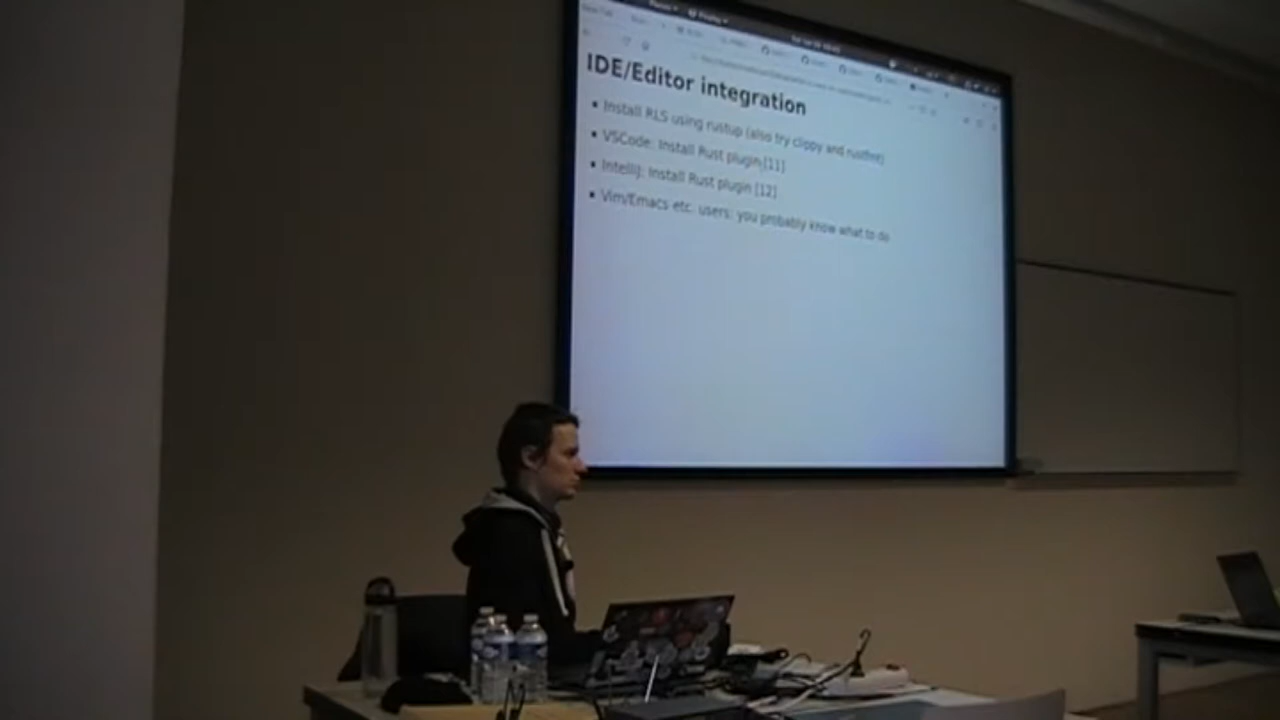 IDE/Editor integration
▪ Install RLS using rustup (also try clippy and rustfmt)
▪ VSCode: Install Rust plugin [11]
▪ IntelliJ: Install Rust plugin [12]
▪ Vim/Emacs etc. users: you probably know what to do